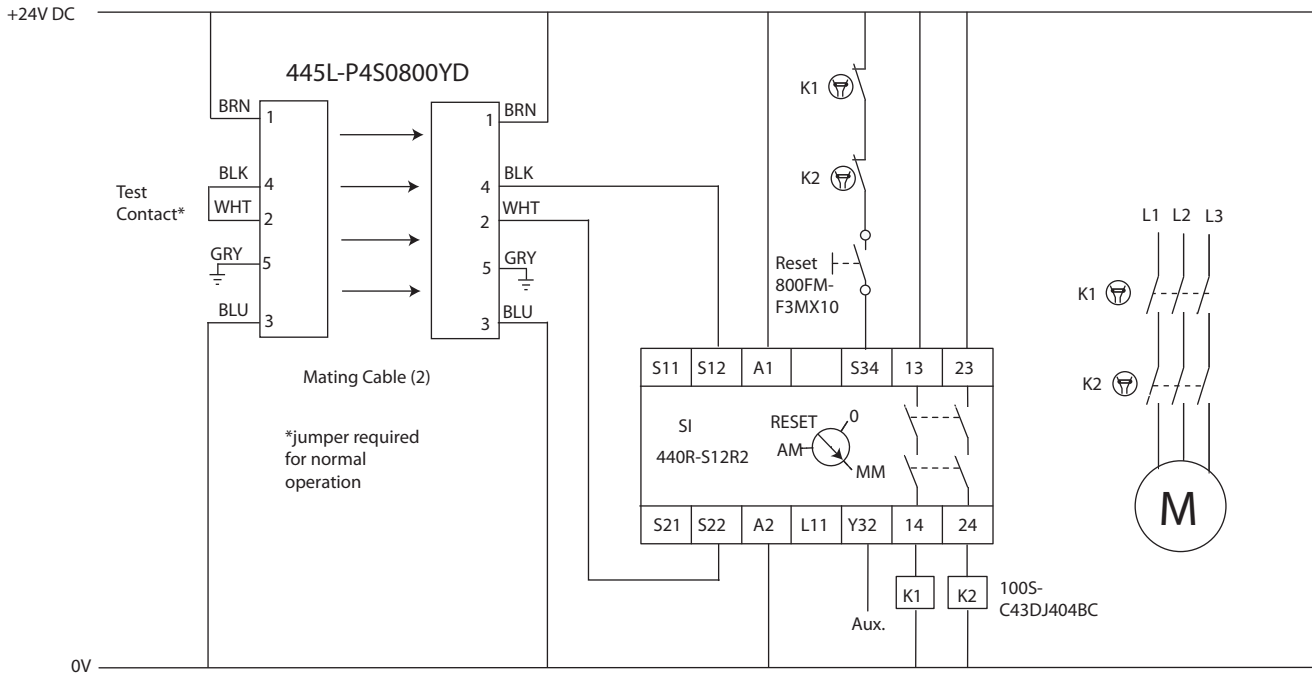 +24V DC
445L-P4S0800YD
BRN
1
BLK
4
Test
Contact*
WHT
2
GRY
5
BLU
3
BRN
1
BLK
4
WHT
2
GRY
5
BLU
3
Mating Cable (2)
*jumper required
for normal
operation
K1
K2
Reset
800FM-
F3MX10
S11 S12 A1 S34 13 23
SI
440R-S12R2
RESET
0
AM
MM
S21 S22 A2 L11 Y32 14 24
Aux.
K1
K2
100S-
C43DJ404BC
L1 L2 L3
K1
K2
M
0V